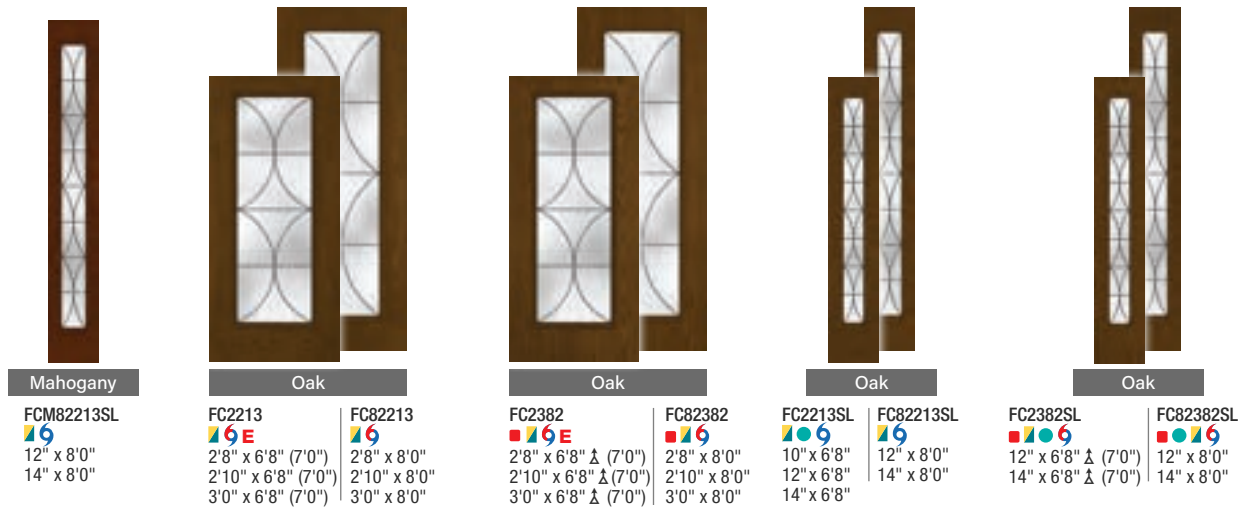 Mahogany
FCM82213SL
12" x 8'0"
14" x 8'0"
Oak
FC2213
E
2'8" x 6'8" (7'0")
2'10" x 6'8" (7'0")
3'0" x 6'8" (7'0")
FC82213
2'8" x 8'0"
2'10" x 8'0"
3'0" x 8'0"
Oak
FC2382
E
2'8" x 6'8" (7'0")
2'10" x 6'8" (7'0")
3'0" x 6'8" (7'0")
FC82382
2'8" x 8'0"
2'10" x 8'0"
3'0" x 8'0"
Oak
FC2213SL
10" x 6'8"
12" x 6'8"
14" x 6'8"
FC82213SL
12" x 8'0"
14" x 8'0"
Oak
FC2382SL
12" x 6'8" (7'0")
14" x 6'8" (7'0")
FC82382SL
12" x 8'0"
14" x 8'0"